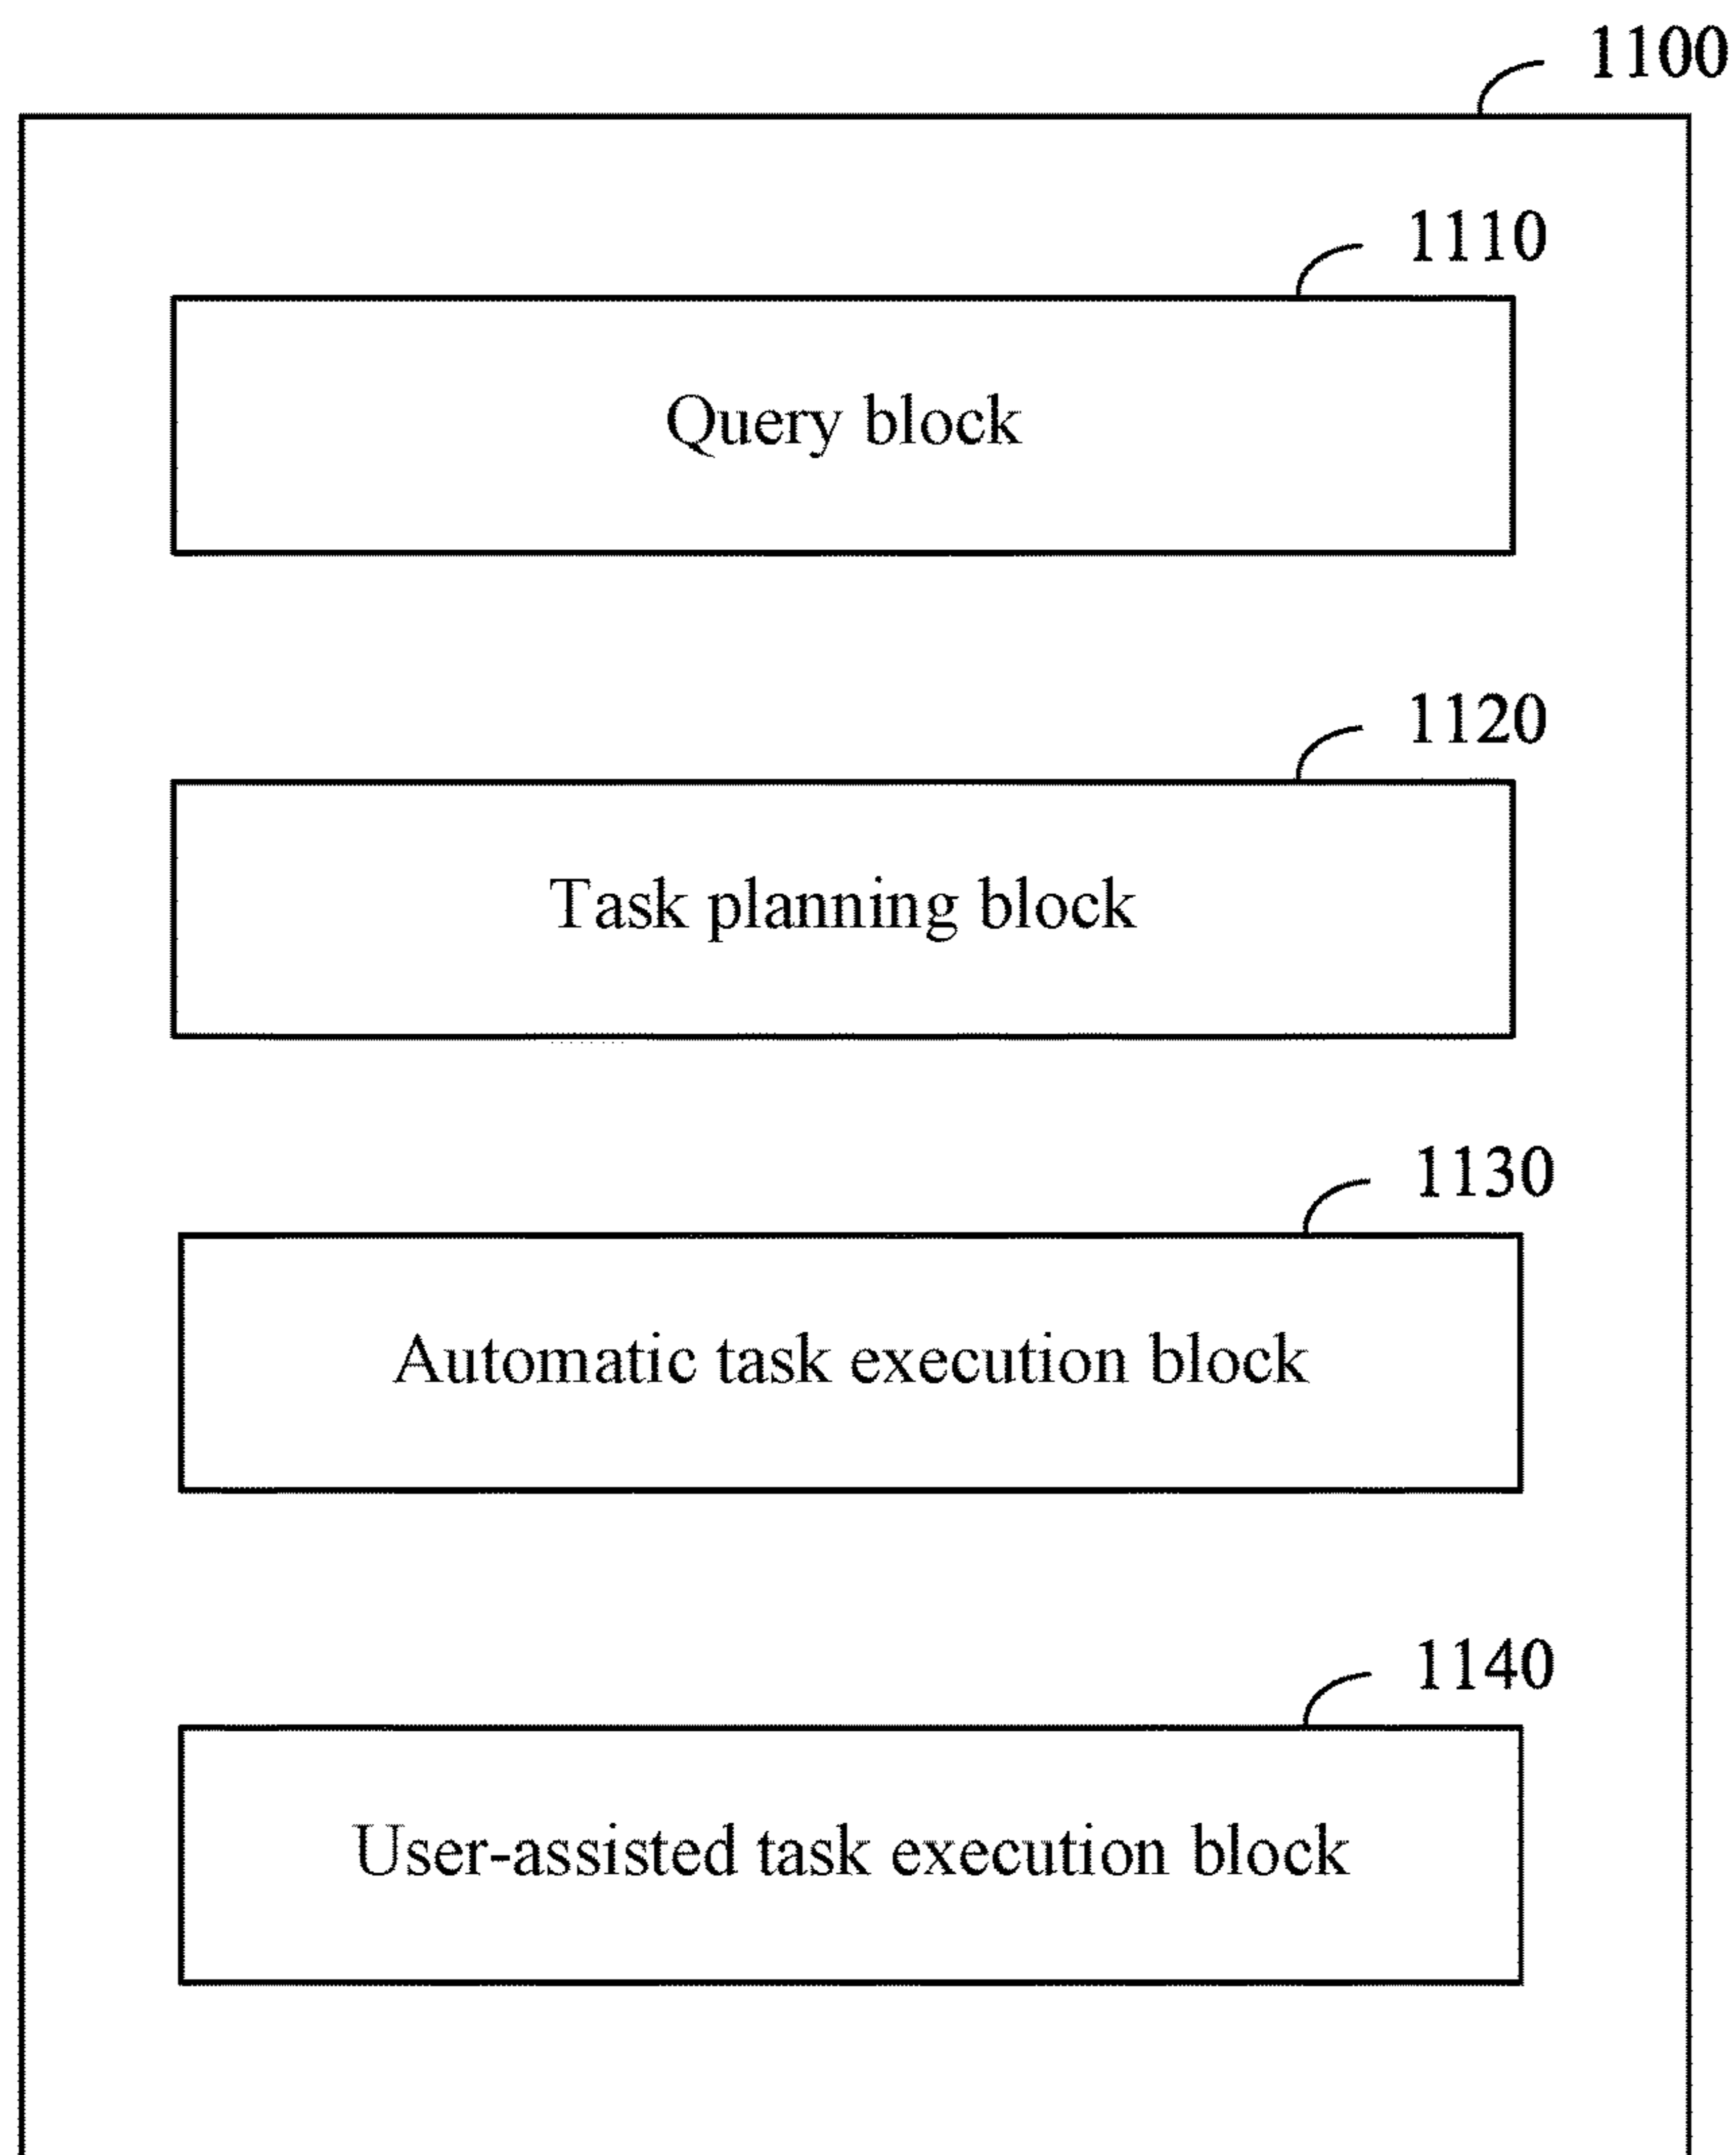 1100
1110
Query block
1120
Task planning block
1130
Automatic task execution block
1140
User-assisted task execution block